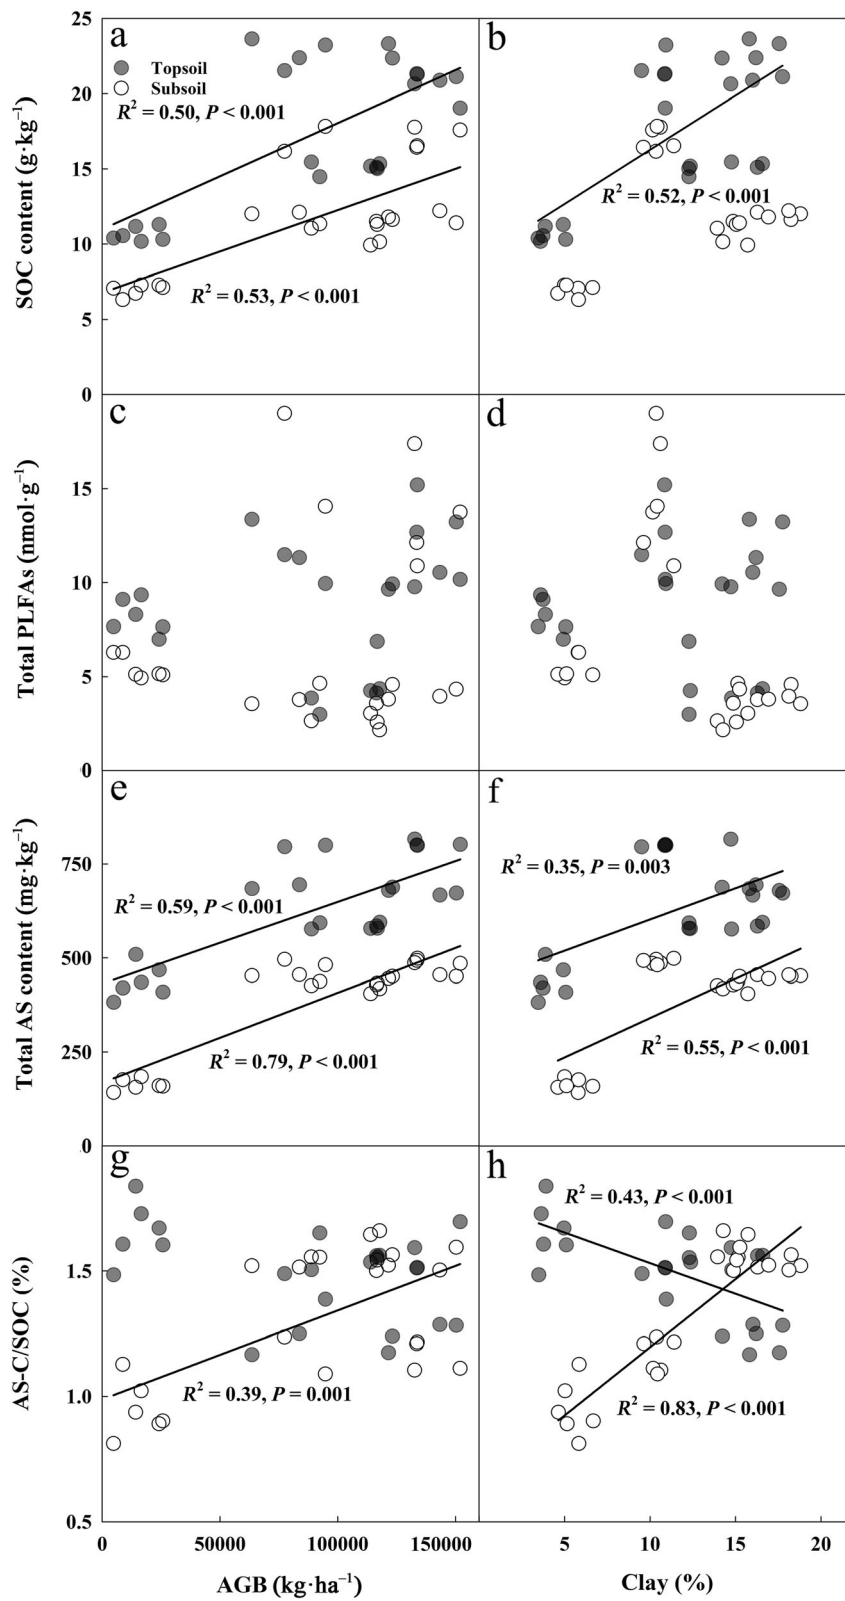 25
20
15
10
5
0
SOC content (g·kg⁻¹)
a
Topsoil
Subsoil
R² = 0.50, P < 0.001
R² = 0.53, P < 0.001
b
R² = 0.52, P < 0.001
15
10
5
0
Total PLFAs (nmol·g⁻¹)
c
d
750
500
250
0
Total AS content (mg·kg⁻¹)
e
R² = 0.59, P < 0.001
R² = 0.79, P < 0.001
f
R² = 0.35, P = 0.003
R² = 0.55, P < 0.001
1.5
1.0
0.5
AS-C/SOC (%)
g
R² = 0.39, P = 0.001
h
R² = 0.43, P < 0.001
R² = 0.83, P < 0.001
0 50000 100000 150000
AGB (kg·ha⁻¹)
5 10 15 20
Clay (%)